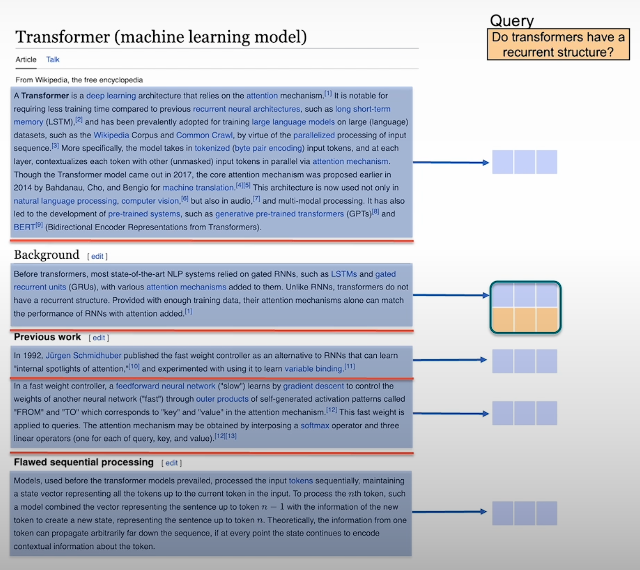 Query
Do transformers have a
recurrent structure?
Transformer (machine learning model)
Article Talk
From Wikipedia, the free encyclopedia
A Transformer is a deep learning architecture that relies on the attention mechanism.[1] It is notable for
requiring less training time compared to previous recurrent neural architectures, such as long short-term
memory (LSTM),[2] and has been prevalently adopted for training large language models on large (language)
datasets, such as the Wikipedia Corpus and Common Crawl, by virtue of the parallelized processing of input
sequence.[3] More specifically, the model takes in tokenized (byte pair encoding) input tokens, and at each
layer, contextualizes each token with other (unmasked) input tokens in parallel via attention mechanism.
Though the Transformer model came out in 2017, the core attention mechanism was proposed earlier in
2014 by Bahdanau, Cho, and Bengio for machine translation.[4][5] This architecture is now used not only in
natural language processing, computer vision,[6] but also in audio,[7] and multi-modal processing. It has also
led to the development of pre-trained systems, such as generative pre-trained transformers (GPTs)[8] and
BERT[9] (Bidirectional Encoder Representations from Transformers).
Background [ edit ]
Before transformers, most state-of-the-art NLP systems relied on gated RNNs, such as LSTMs and gated
recurrent units (GRUs), with various attention mechanisms added to them. Unlike RNNs, transformers do not
have a recurrent structure. Provided with enough training data, their attention mechanisms alone can match
the performance of RNNs with attention added.[1]
Previous work [ edit ]
In 1992, Jürgen Schmidhuber published the fast weight controller as an alternative to RNNs that can learn
"internal spotlights of attention,"[10] and experimented with using it to learn variable binding.[11]
In a fast weight controller, a feedforward neural network ("slow") learns by gradient descent to control the
weights of another neural network ("fast") through outer products of self-generated activation patterns called
"FROM" and "TO" which corresponds to "key" and "value" in the attention mechanism.[12] This fast weight is
applied to queries. The attention mechanism may be obtained by interposing a softmax operator and three
linear operators (one for each of query, key, and value).[12][13]
Flawed sequential processing [ edit ]
Models, used before the transformer models prevailed, processed the input tokens sequentially, maintaining
a state vector representing all the tokens up to the current token in the input. To process the nth token, such
a model combined the vector representing the sentence up to token n − 1 with the information of the new
token to create a new state, representing the sentence up to token n. Theoretically, the information from one
token can propagate arbitrarily far down the sequence, if at every point the state continues to encode
contextual information about the token.